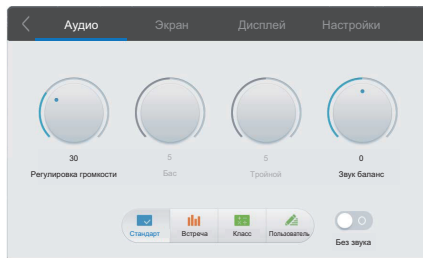 Аудио Экран Дисплей Настройки
30 5 5 0
Регулировка громкости Бас Тройной Звук баланс
Стандарт Встреча Класс Пользователь
Без звука